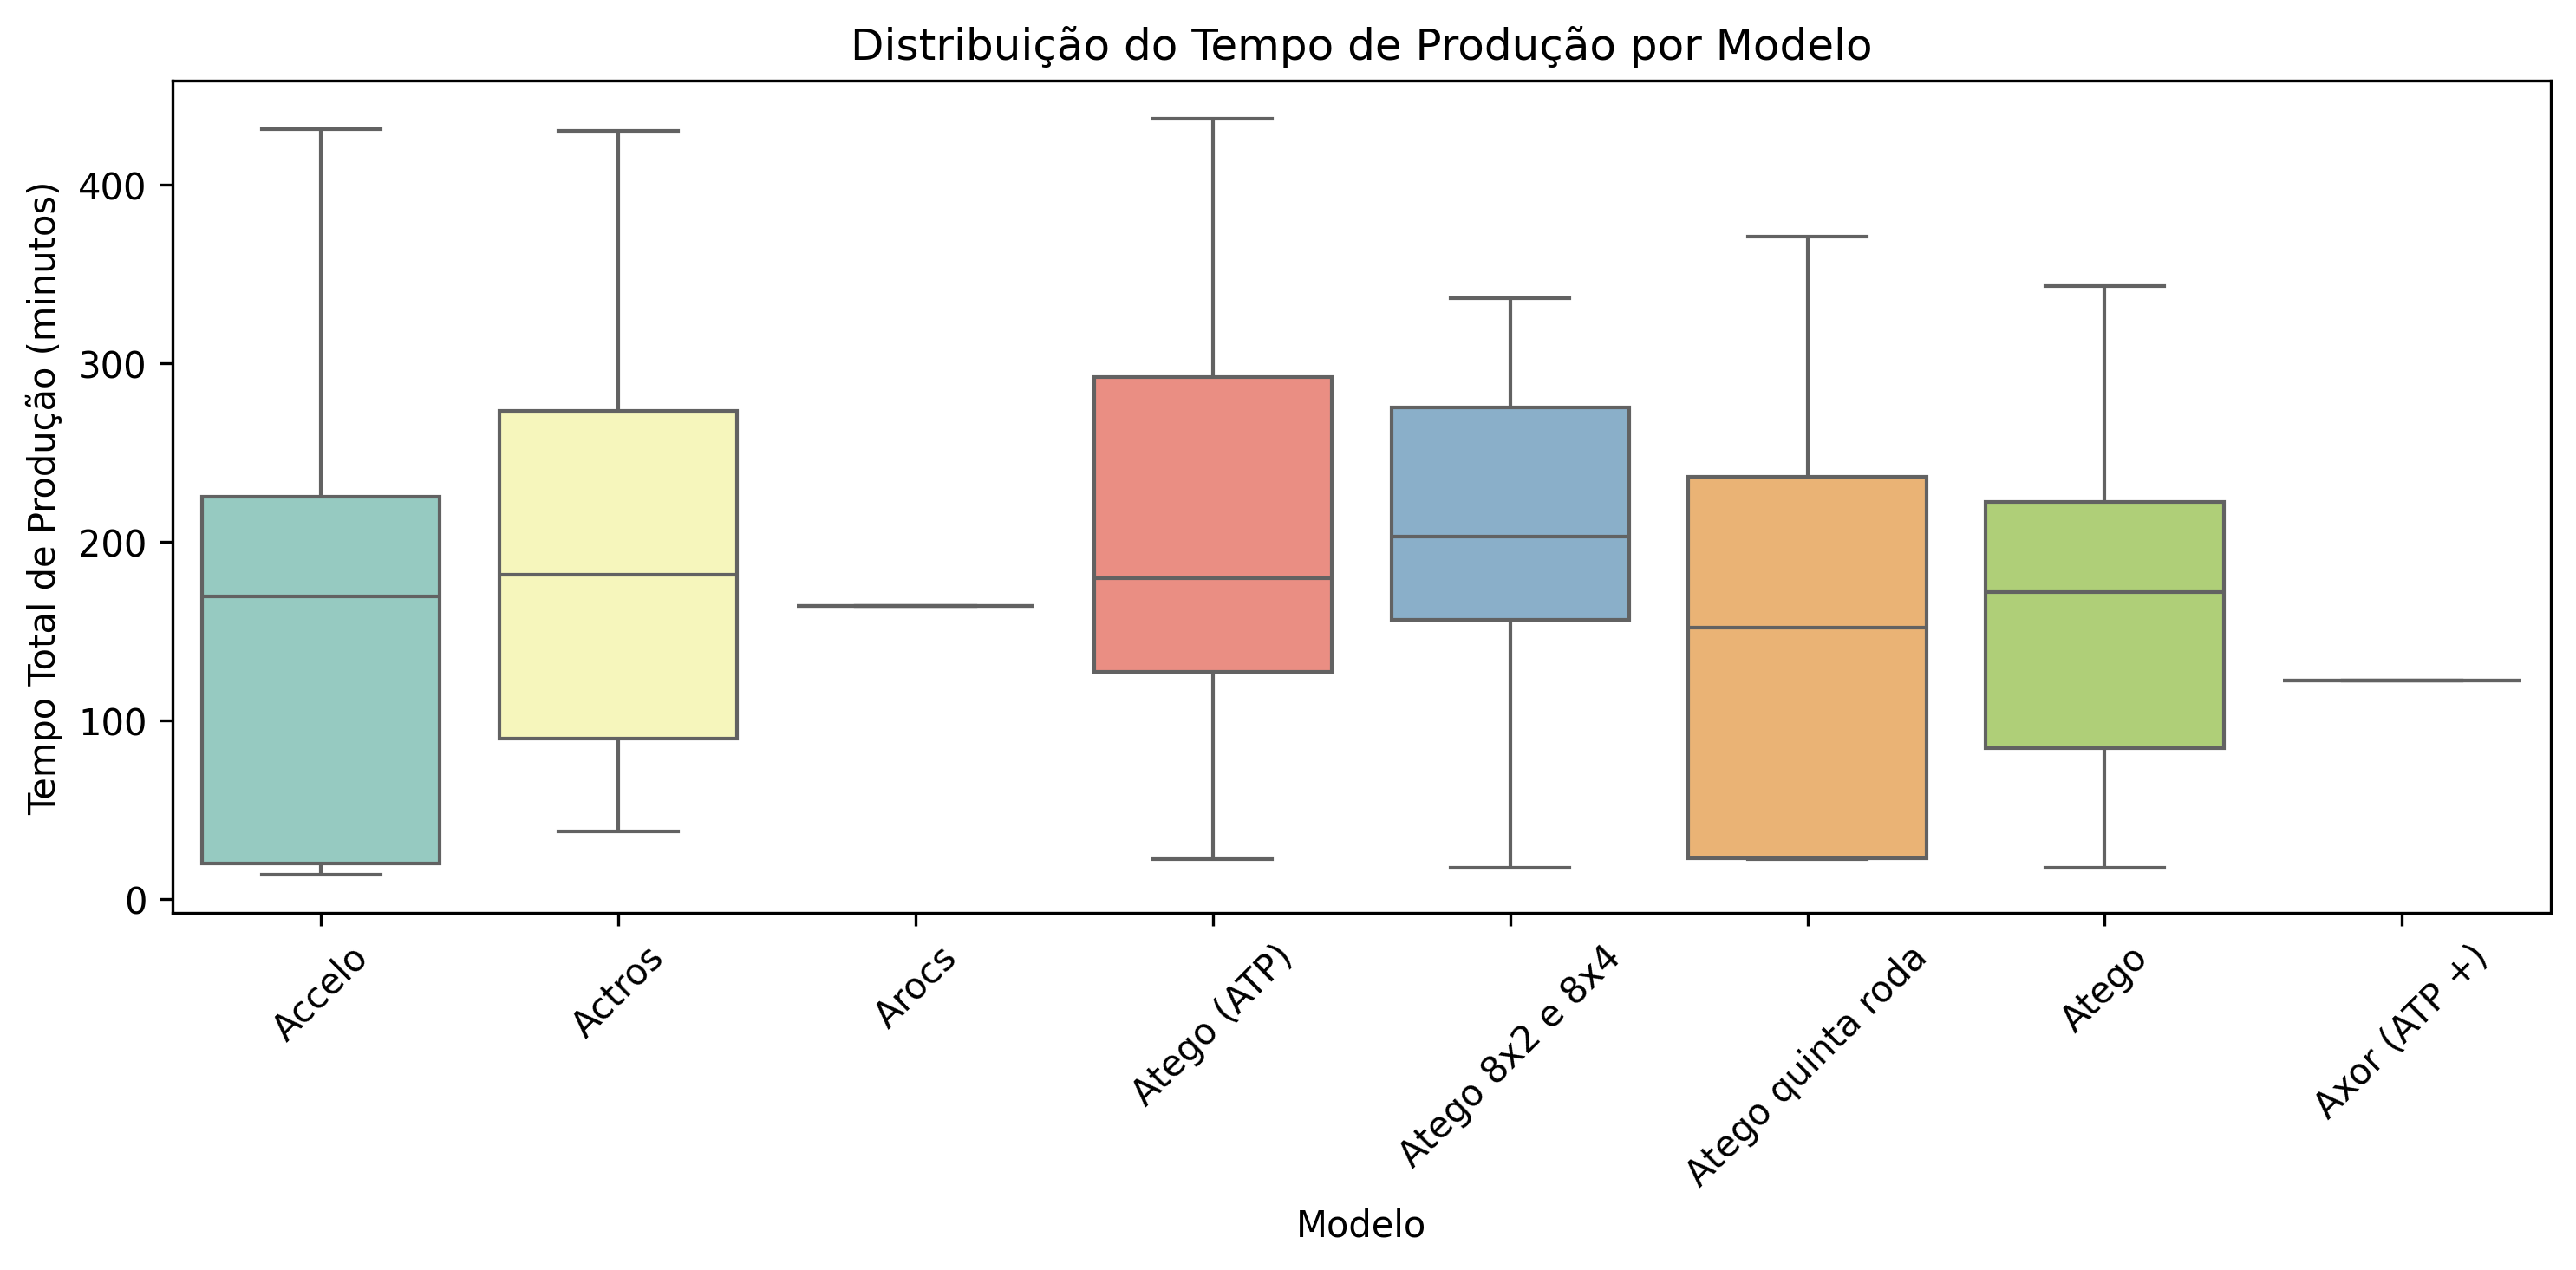 Distribuição do Tempo de Produção por Modelo
Tempo Total de Produção (minutos)
400
300
200
100
0
Accelo
Actros
Arocs
Atego (ATP)
Atego 8x2 e 8x4
Atego quinta roda
Atego
Axor (ATP +)
Modelo